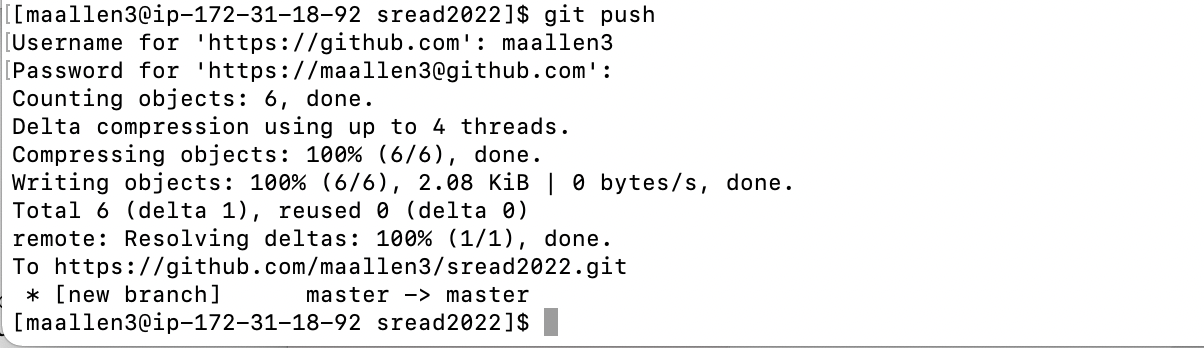 [[maallen3@ip-172-31-18-92 sread2022]$ git push
[Username for 'https://github.com': maallen3
[Password for 'https://maallen3@github.com':
Counting objects: 6, done.
Delta compression using up to 4 threads.
Compressing objects: 100% (6/6), done.
Writing objects: 100% (6/6), 2.08 KiB | 0 bytes/s, done.
Total 6 (delta 1), reused 0 (delta 0)
remote: Resolving deltas: 100% (1/1), done.
To https://github.com/maallen3/sread2022.git
 * [new branch]      master -> master
[maallen3@ip-172-31-18-92 sread2022]$